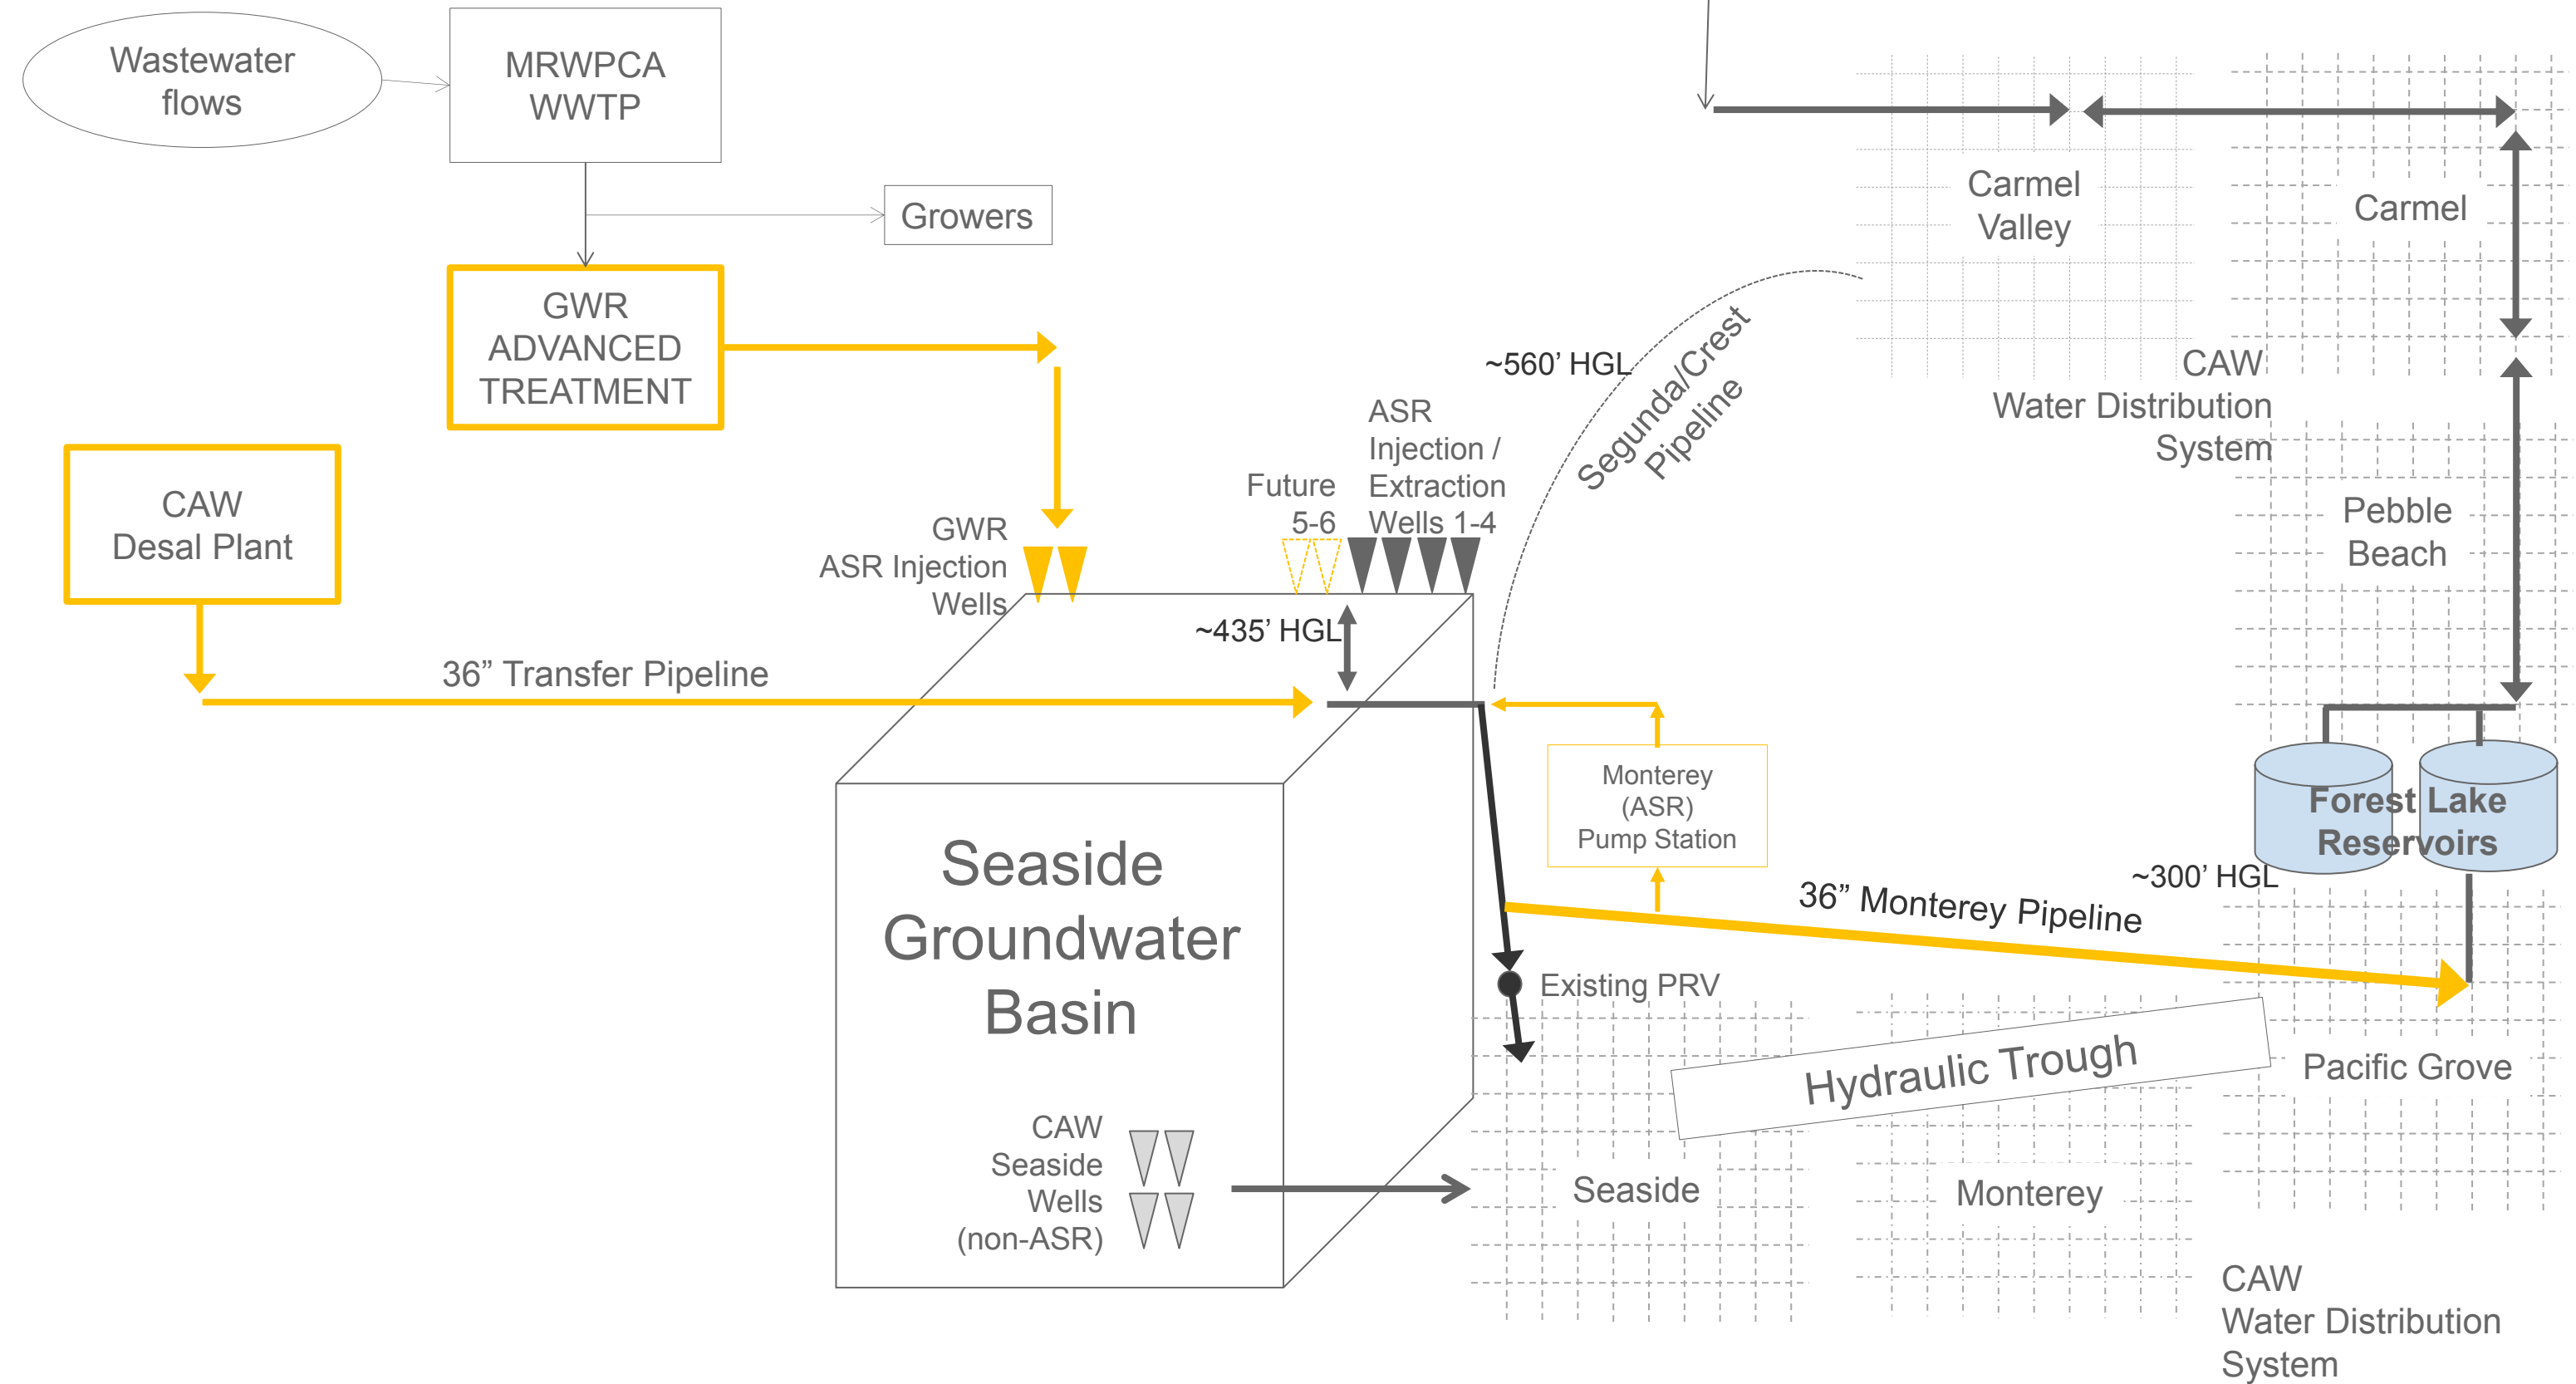 Wastewater
flows
MRWPCA
WWTP
Growers
GWR
ADVANCED
TREATMENT
CAW
Desal Plant
36” Transfer Pipeline
GWR
ASR Injection
Wells
Future
5-6
ASR
Injection /
Extraction
Wells 1-4
~435’ HGL
~560’ HGL
Segunda/Crest
Pipeline
Carmel
Valley
Carmel
CAW
Water Distribution
System
Pebble
Beach
Forest Lake
Reservoirs
~300’ HGL
Monterey
(ASR)
Pump Station
36” Monterey Pipeline
Existing PRV
Hydraulic Trough
Seaside
Groundwater
Basin
CAW
Seaside
Wells
(non-ASR)
Seaside
Monterey
Pacific Grove
CAW
Water Distribution
System